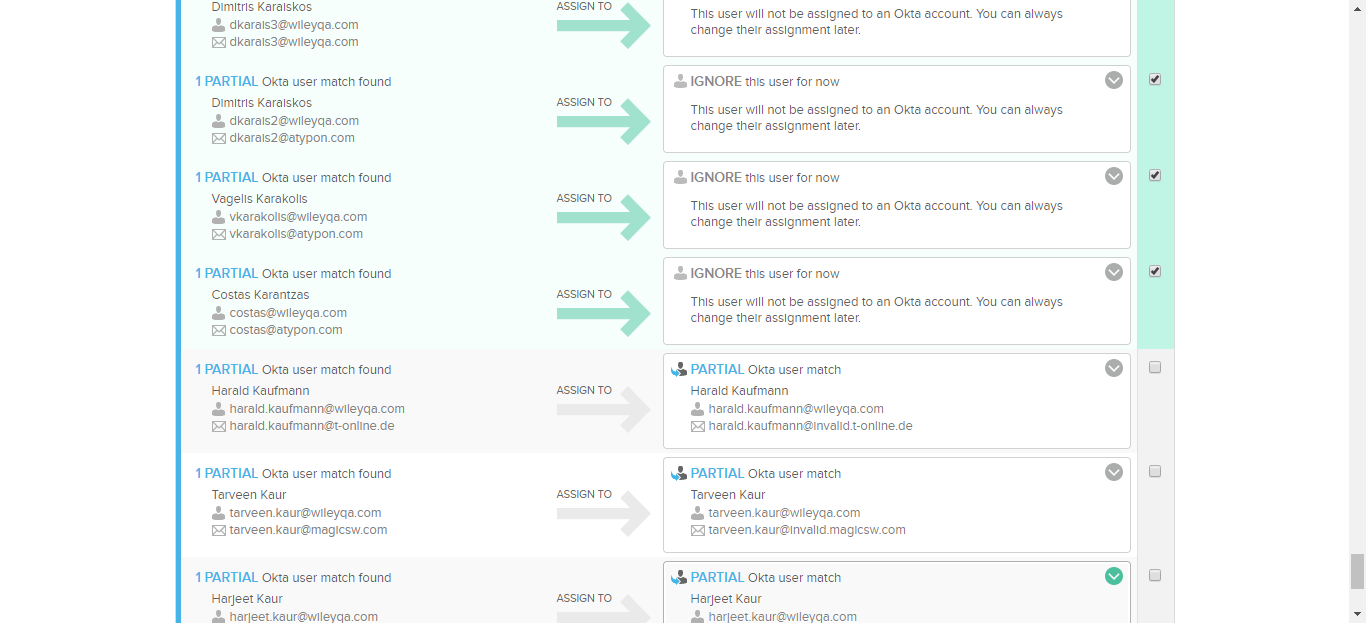 Dimitris Karaiskos
dkarais3@wileyqa.com
dkarais3@wileyqa.com
ASSIGN TO
This user will not be assigned to an Okta account. You can always
change their assignment later.
1 PARTIAL Okta user match found
Dimitris Karaiskos
dkarais2@wileyqa.com
dkarais2@atypon.com
ASSIGN TO
IGNORE this user for now
This user will not be assigned to an Okta account. You can always
change their assignment later.
1 PARTIAL Okta user match found
Vagelis Karakolis
vkarakolis@wileyqa.com
vkarakolis@atypon.com
ASSIGN TO
IGNORE this user for now
This user will not be assigned to an Okta account. You can always
change their assignment later.
1 PARTIAL Okta user match found
Costas Karantzas
costas@wileyqa.com
costas@atypon.com
ASSIGN TO
IGNORE this user for now
This user will not be assigned to an Okta account. You can always
change their assignment later.
1 PARTIAL Okta user match found
Harald Kaufmann
harald.kaufmann@wileyqa.com
harald.kaufmann@t-online.de
ASSIGN TO
PARTIAL Okta user match
Harald Kaufmann
harald.kaufmann@wileyqa.com
harald.kaufmann@invalid.t-online.de
1 PARTIAL Okta user match found
Tarveen Kaur
tarveen.kaur@wileyqa.com
tarveen.kaur@magicsw.com
ASSIGN TO
PARTIAL Okta user match
Tarveen Kaur
tarveen.kaur@wileyqa.com
tarveen.kaur@invalid.magicsw.com
1 PARTIAL Okta user match found
Harjeet Kaur
harjeet.kaur@wileyqa.com
ASSIGN TO
PARTIAL Okta user match
Harjeet Kaur
harjeet.kaur@wileyqa.com